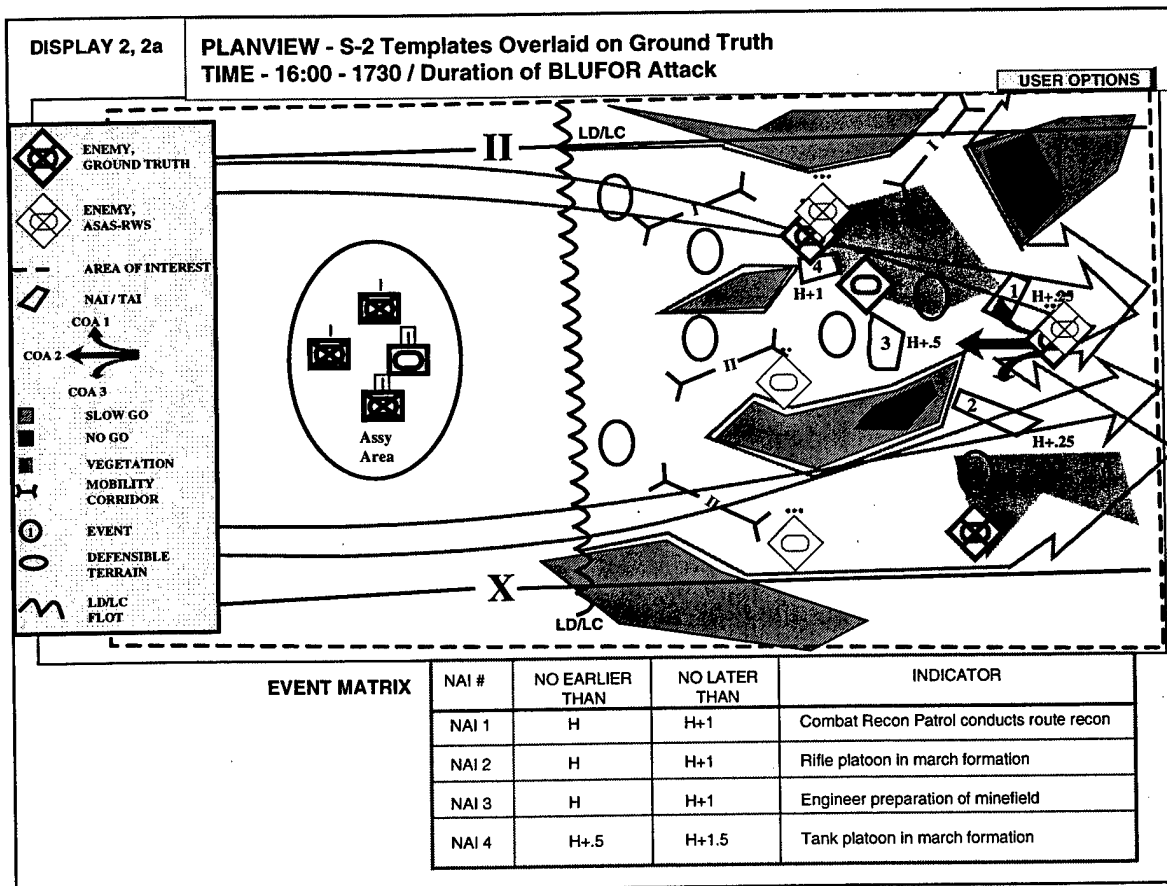 DISPLAY 2, 2a
PLANVIEW - S-2 Templates Overlaid on Ground Truth
TIME - 16:00 - 1730 / Duration of BLUFOR Attack
USER OPTIONS
ENEMY,
GROUND TRUTH
ENEMY,
ASAS-RWS
AREA OF INTEREST
NAI / TAI
COA 1
COA 2
COA 3
SLOW GO
NO GO
VEGETATION
MOBILITY
CORRIDOR
1
EVENT
DEFENSIBLE
TERRAIN
LD/LC
FLOT
II
LD/LC
I
I
4
H+1
1
H+.25
3
H+.5
II
2
H+.25
II
I
I
I
I
Assy
Area
X
LD/LC
EVENT MATRIX
NAI #
NO EARLIER
THAN
NO LATER
THAN
INDICATOR
NAI 1
H
H+1
Combat Recon Patrol conducts route recon
NAI 2
H
H+1
Rifle platoon in march formation
NAI 3
H
H+1
Engineer preparation of minefield
NAI 4
H+.5
H+1.5
Tank platoon in march formation